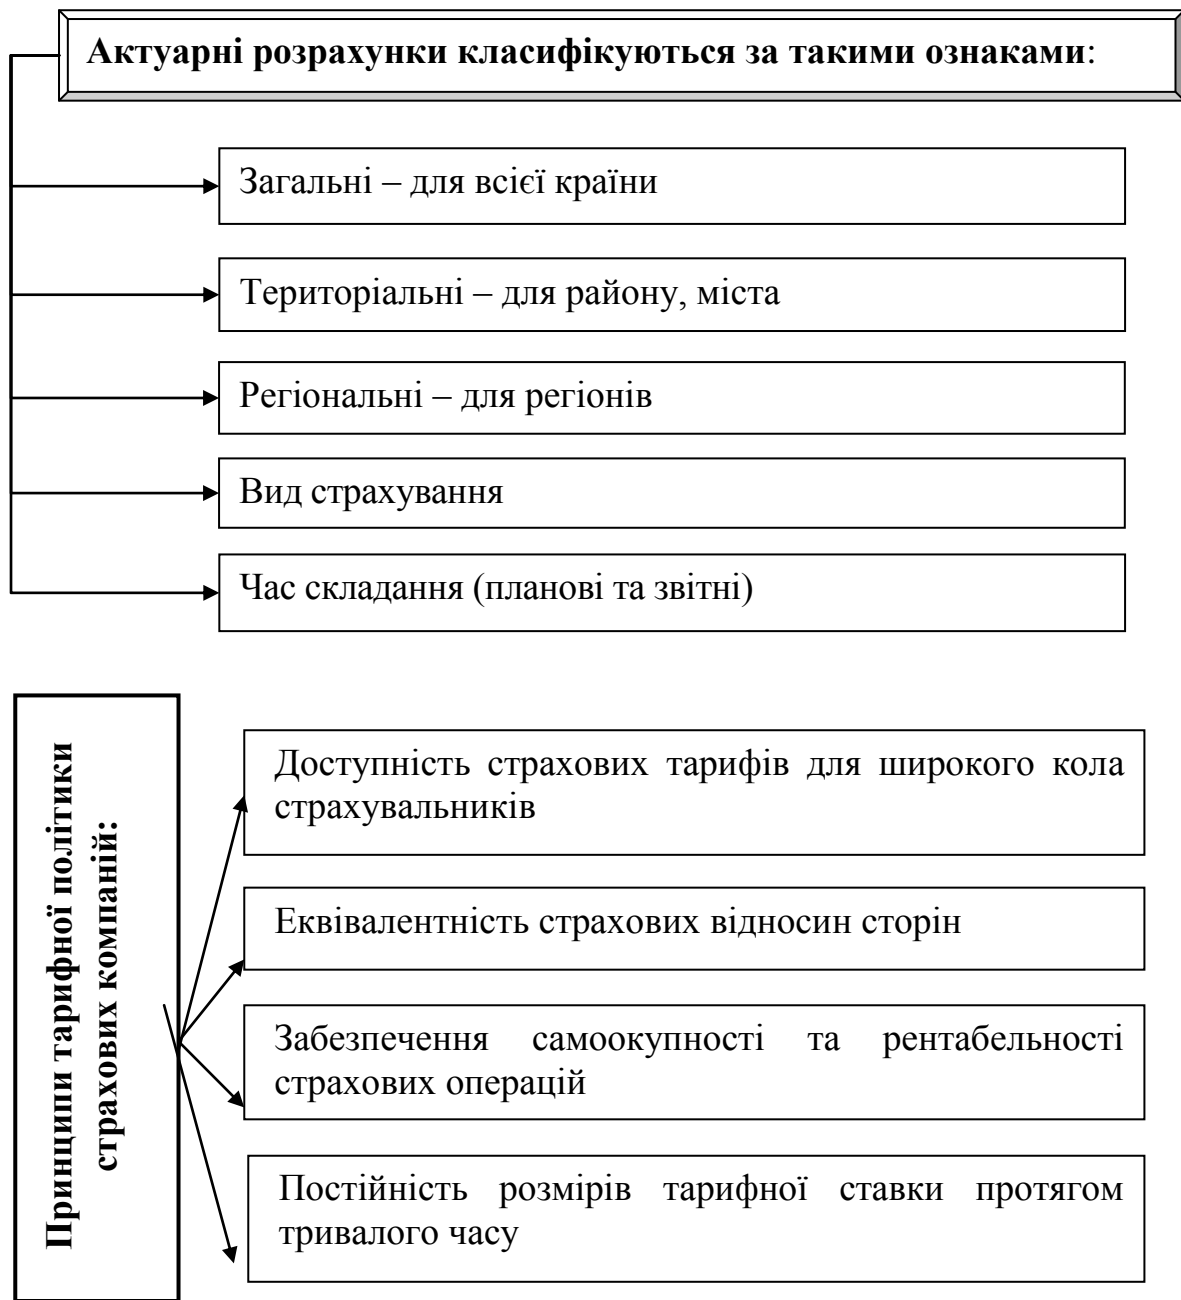 Актуарні розрахунки класифікуються за такими ознаками:
Загальні – для всієї країни
Територіальні – для району, міста
Регіональні – для регіонів
Вид страхування
Час складання (планові та звітні)
Принципи тарифної політики
страхових компаній:
Доступність страхових тарифів для широкого кола
страхувальників
Еквівалентність страхових відносин сторін
Забезпечення самоокупності та рентабельності
страхових операцій
Постійність розмірів тарифної ставки протягом
тривалого часу